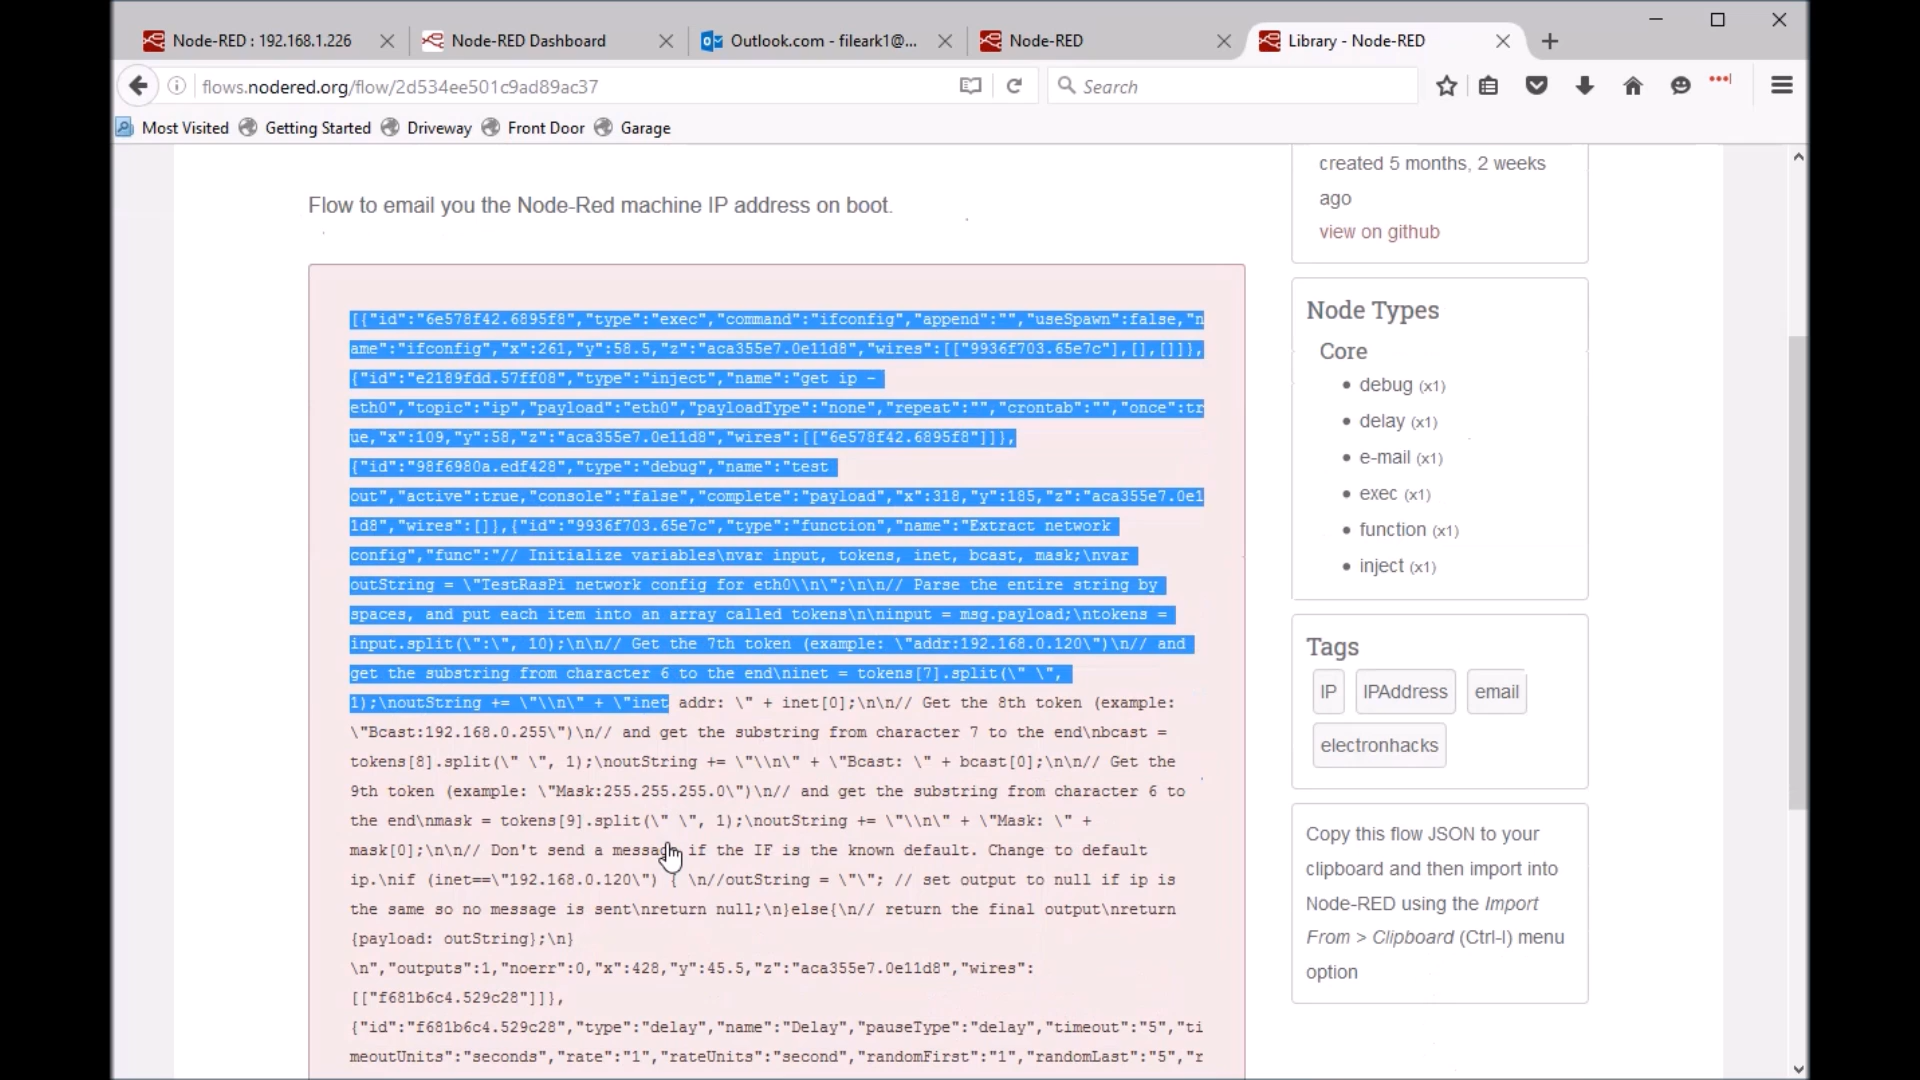 Node-RED : 192.168.1.226
Node-RED Dashboard
Outlook.com - fileark1@...
Node-RED
Library - Node-RED
flows.nodered.org/flow/2d534ee501c9ad89ac37
Search
Most Visited
Getting Started
Driveway
Front Door
Garage
Flow to email you the Node-Red machine IP address on boot.
[{"id":"6e578f42.6895f8","type":"exec","command":"ifconfig","append":"","useSpawn":false,"n
ame":"ifconfig","x":261,"y":58.5,"z":"aca355e7.0e11d8","wires":[["9936f703.65e7c"],[],[]]},
{"id":"e2189fdd.57ff08","type":"inject","name":"get ip -
eth0","topic":"ip","payload":"eth0","payloadType":"none","repeat":"","crontab":"","once":tr
ue,"x":109,"y":58,"z":"aca355e7.0e11d8","wires":[["6e578f42.6895f8"]]},
{"id":"98f6980a.edf428","type":"debug","name":"test
out","active":true,"console":"false","complete":"payload","x":318,"y":185,"z":"aca355e7.0e1
1d8","wires":[]},{"id":"9936f703.65e7c","type":"function","name":"Extract network
config","func":"// Initialize variables\nvar input, tokens, inet, bcast, mask;\nvar
outString = \"TestRasPi network config for eth0\\n\";\n\n// Parse the entire string by
spaces, and put each item into an array called tokens\n\ninput = msg.payload;\ntokens =
input.split(\":\", 10);\n\n// Get the 7th token (example: \"addr:192.168.0.120\")\n// and
get the substring from character 6 to the end\ninet = tokens[7].split(\" \",
1);\noutString += \"\\n\" + \"inet addr: \" + inet[0];\n\n// Get the 8th token (example:
\"Bcast:192.168.0.255\")\n// and get the substring from character 7 to the end\nbcast =
tokens[8].split(\" \", 1);\noutString += \"\\n\" + \"Bcast: \" + bcast[0];\n\n// Get the
9th token (example: \"Mask:255.255.255.0\")\n// and get the substring from character 6 to
the end\nmask = tokens[9].split(\" \", 1);\noutString += \"\\n\" + \"Mask: \" +
mask[0];\n\n// Don't send a message if the IF is the known default. Change to default
ip.\nif (inet==\"192.168.0.120\") { \n//outString = \"\"; // set output to null if ip is
the same so no message is sent\nreturn null;\n}else{\n// return the final output\nreturn
{payload: outString};\n}
\n","outputs":1,"noerr":0,"x":428,"y":45.5,"z":"aca355e7.0e11d8","wires":
[["f681b6c4.529c28"]]},
{"id":"f681b6c4.529c28","type":"delay","name":"Delay","pauseType":"delay","timeout":"5","ti
meoutUnits":"seconds","rate":"1","rateUnits":"second","randomFirst":"1","randomLast":"5","r
created 5 months, 2 weeks
ago
view on github
Node Types
Core
debug (x1)
delay (x1)
e-mail (x1)
exec (x1)
function (x1)
inject (x1)
Tags
IP
IPAddress
email
electronhacks
Copy this flow JSON to your
clipboard and then import into
Node-RED using the Import
From > Clipboard (Ctrl-I) menu
option